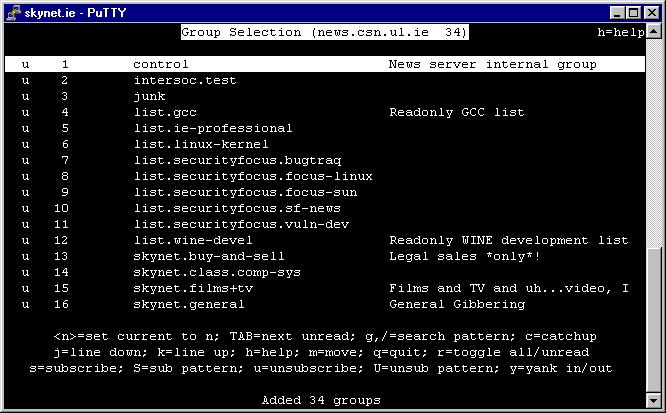 skynet.ie - PuTTY
Group Selection (news.csn.ul.ie 34) h=help
u 1 control News server internal group
u 2 intersoc.test
u 3 junk
u 4 list.gcc Readonly GCC list
u 5 list.ie-professional
u 6 list.linux-kernel
u 7 list.securityfocus.bugtraq
u 8 list.securityfocus.focus-linux
u 9 list.securityfocus.focus-sun
u 10 list.securityfocus.sf-news
u 11 list.securityfocus.vuln-dev
u 12 list.wine-devel Readonly WINE development list
u 13 skynet.buy-and-sell Legal sales *only*!
u 14 skynet.class.comp-sys
u 15 skynet.films+tv Films and TV and uh...video, I
u 16 skynet.general General Gibbering
<n>=set current to n; TAB=next unread; g,/=search pattern; c=catchup
j=line down; k=line up; h=help; m=move; q=quit; r=toggle all/unread
s=subscribe; S=sub pattern; u=unsubscribe; U=unsub pattern; y=yank in/out
Added 34 groups